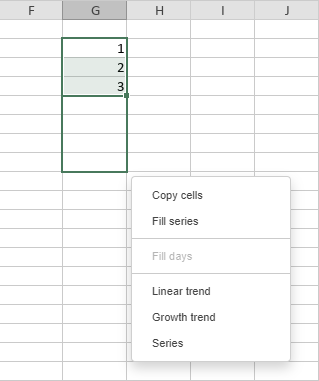 F G H I J
1
2
3
Copy cells
Fill series
Fill days
Linear trend
Growth trend
Series